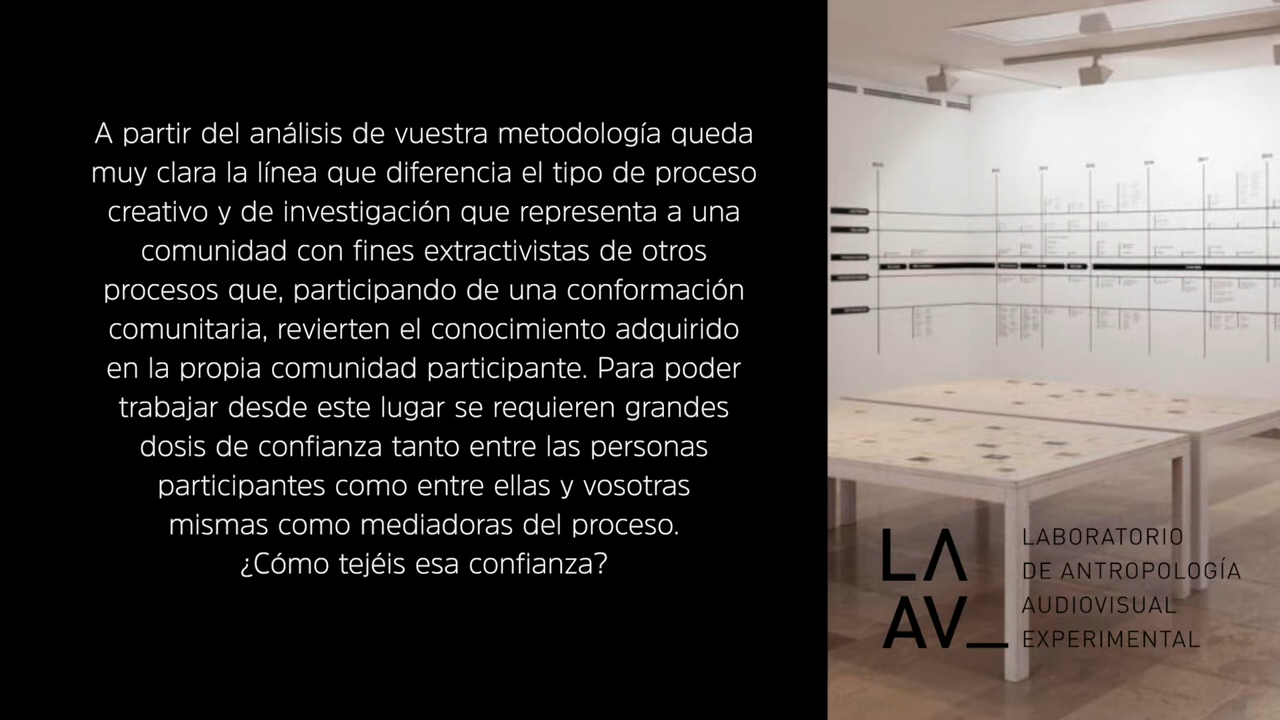 A partir del análisis de vuestra metodología queda
muy clara la línea que diferencia el tipo de proceso
creativo y de investigación que representa a una
comunidad con fines extractivistas de otros
procesos que, participando de una conformación
comunitaria, revierten el conocimiento adquirido
en la propia comunidad participante. Para poder
trabajar desde este lugar se requieren grandes
dosis de confianza tanto entre las personas
participantes como entre ellas y vosotras
mismas como mediadoras del proceso.
¿Cómo tejéis esa confianza?
LA
AV_
LABORATORIO
DE ANTROPOLOGÍA
AUDIOVISUAL
EXPERIMENTAL